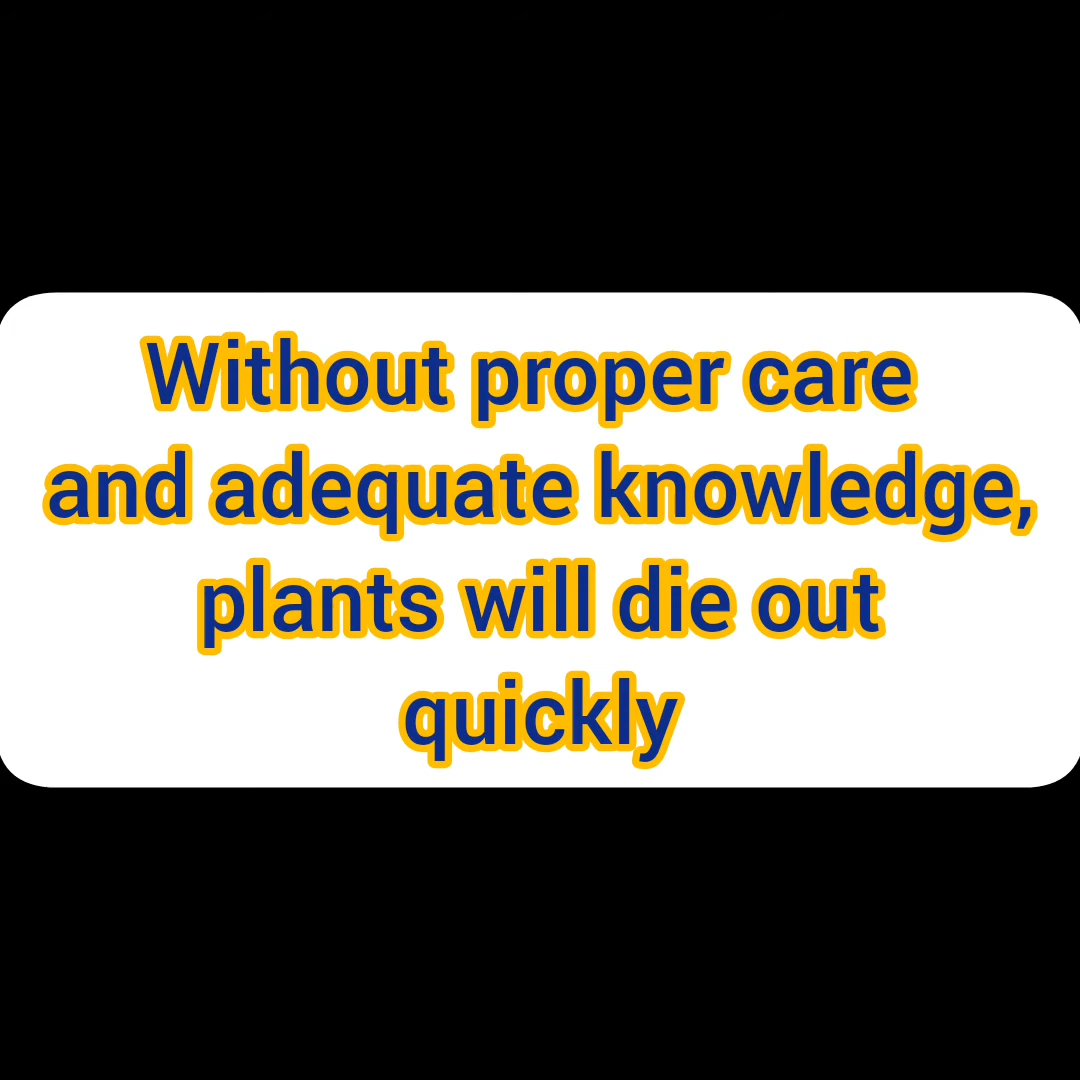 Without proper care
and adequate knowledge,
plants will die out
quickly